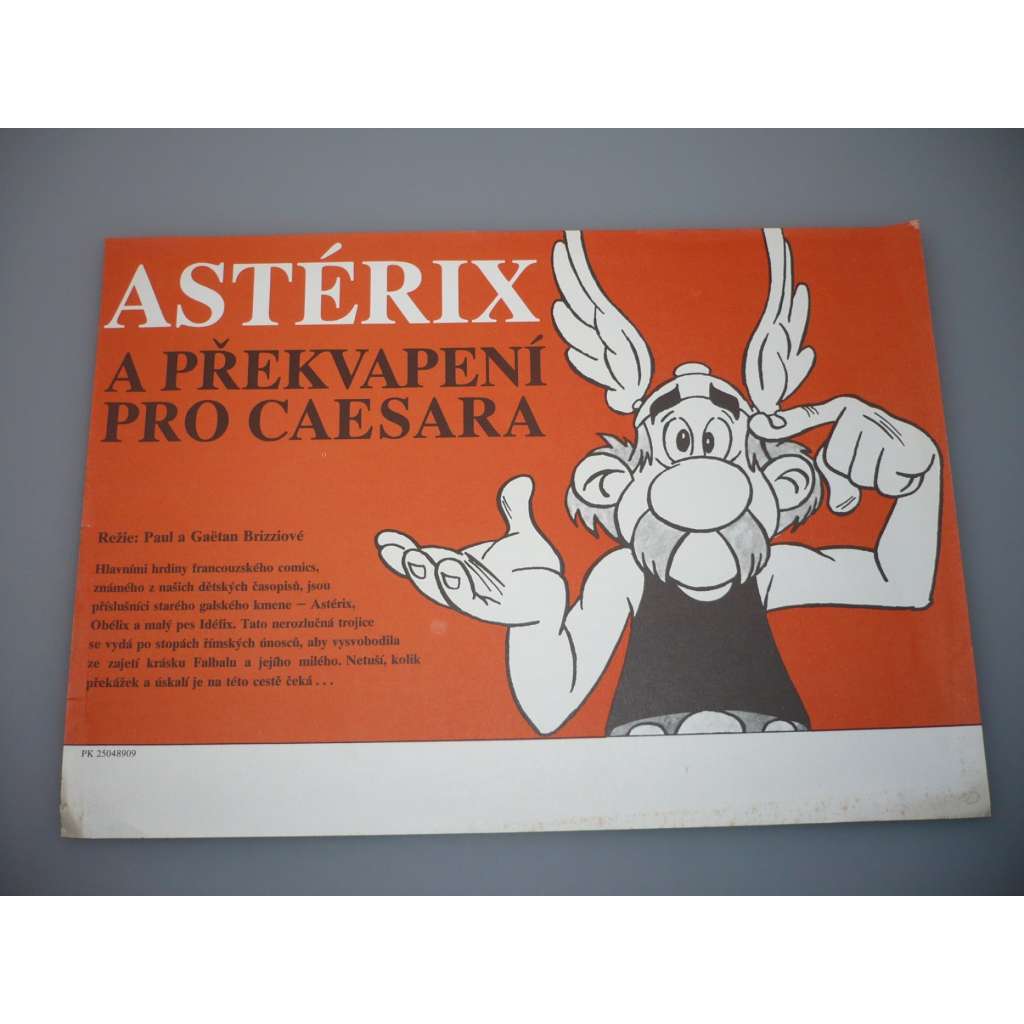 ASTÉRIX
A PŘEKVAPENÍ
PRO CAESARA
Režie: Paul a Gaëtan Brizziové
Hlavními hrdiny francouzského comics,
známého z našich dětských časopisů, jsou
příslušníci starého galského kmene — Astérix,
Obélix a malý pes Idéfix. Tato nerozlučná trojice
se vydá po stopách římských únosců, aby vysvobodila
ze zajetí krásku Falbalu a jejího milého. Netuší, kolik
překážek a úskalí je na této cestě čeká . . .
PK 25048909